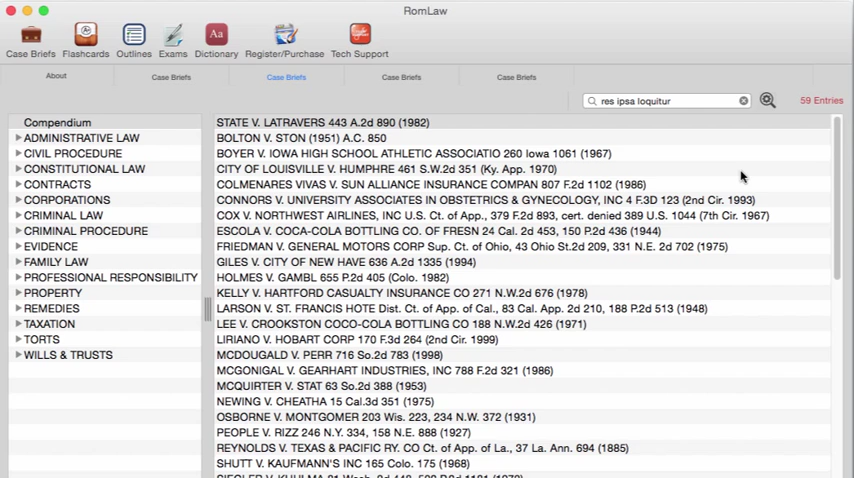 RomLaw
Case Briefs Flashcards Outlines Exams Dictionary Register/Purchase Tech Support
About Case Briefs Case Briefs Case Briefs Case Briefs
res ipsa loquitur 59 Entries
Compendium
ADMINISTRATIVE LAW
CIVIL PROCEDURE
CONSTITUTIONAL LAW
CONTRACTS
CORPORATIONS
CRIMINAL LAW
CRIMINAL PROCEDURE
EVIDENCE
FAMILY LAW
PROFESSIONAL RESPONSIBILITY
PROPERTY
REMEDIES
TAXATION
TORTS
WILLS & TRUSTS
STATE V. LATRAVERS 443 A.2d 890 (1982)
BOLTON V. STON (1951) A.C. 850
BOYER V. IOWA HIGH SCHOOL ATHLETIC ASSOCIATIO 260 Iowa 1061 (1967)
CITY OF LOUISVILLE V. HUMPHRE 461 S.W.2d 351 (Ky. App. 1970)
COLMENARES VIVAS V. SUN ALLIANCE INSURANCE COMPAN 807 F.2d 1102 (1986)
CONNORS V. UNIVERSITY ASSOCIATES IN OBSTETRICS & GYNECOLOGY, INC 4 F.3D 123 (2nd Cir. 1993)
COX V. NORTHWEST AIRLINES, INC U.S. Ct. of App., 379 F.2d 893, cert. denied 389 U.S. 1044 (7th Cir. 1967)
ESCOLA V. COCA-COLA BOTTLING CO. OF FRESN 24 Cal. 2d 453, 150 P.2d 436 (1944)
FRIEDMAN V. GENERAL MOTORS CORP Sup. Ct. of Ohio, 43 Ohio St.2d 209, 331 N.E. 2d 702 (1975)
GILES V. CITY OF NEW HAVE 636 A.2d 1335 (1994)
HOLMES V. GAMBL 655 P.2d 405 (Colo. 1982)
KELLY V. HARTFORD CASUALTY INSURANCE CO 271 N.W.2d 676 (1978)
LARSON V. ST. FRANCIS HOTE Dist. Ct. of App. of Cal., 83 Cal. App. 2d 210, 188 P.2d 513 (1948)
LEE V. CROOKSTON COCO-COLA BOTTLING CO 188 N.W.2d 426 (1971)
LIRIANO V. HOBART CORP 170 F.3d 264 (2nd Cir. 1999)
MCDOUGALD V. PERR 716 So.2d 783 (1998)
MCGONIGAL V. GEARHART INDUSTRIES, INC 788 F.2d 321 (1986)
MCQUIRTER V. STAT 63 So.2d 388 (1953)
NEWING V. CHEATHA 15 Cal.3d 351 (1975)
OSBORNE V. MONTGOMER 203 Wis. 223, 234 N.W. 372 (1931)
PEOPLE V. RIZZ 246 N.Y. 334, 158 N.E. 888 (1927)
REYNOLDS V. TEXAS & PACIFIC RY. CO Ct. of App. of La., 37 La. Ann. 694 (1885)
SHUTT V. KAUFMANN'S INC 165 Colo. 175 (1968)